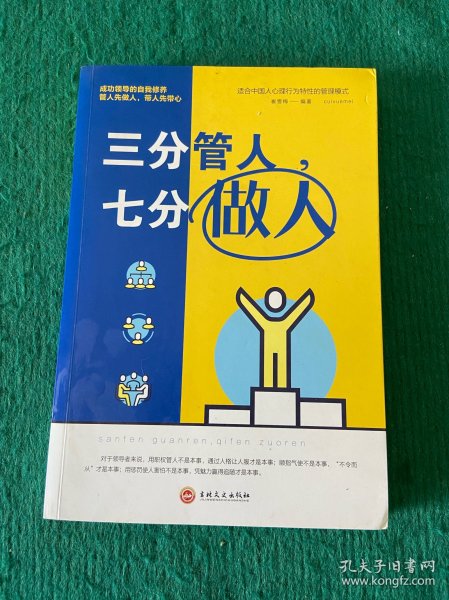 成功领导的自我修养
管人先做人，带人先带心
适合中国人心理行为特性的管理模式
崔雪梅——编著 cuixuemei
三分管人，
七分做人
sanfen guanren,qifen zuoren
对于领导者来说，用职权管人不是本事，通过人格让人服才是本事；颐指气使不是本事，“不令而
从”才是本事；用惩罚使人害怕不是本事，凭魅力赢得追随才是本事。
吉林文史出版社
孔夫子旧书网
www.kongfz.com